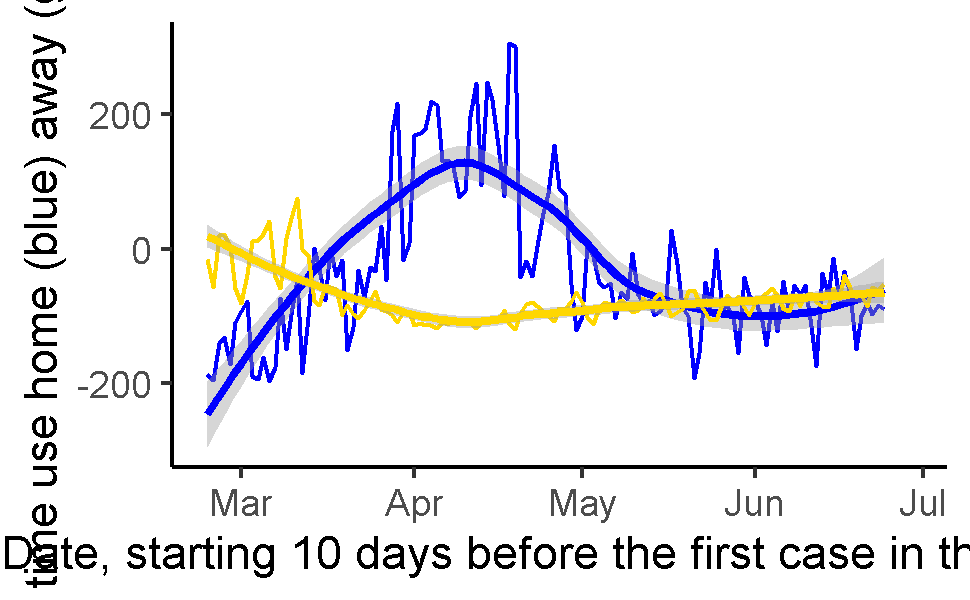 time use home (blue) away (
200
0
-200
Mar Apr May Jun Jul
Date, starting 10 days before the first case in th